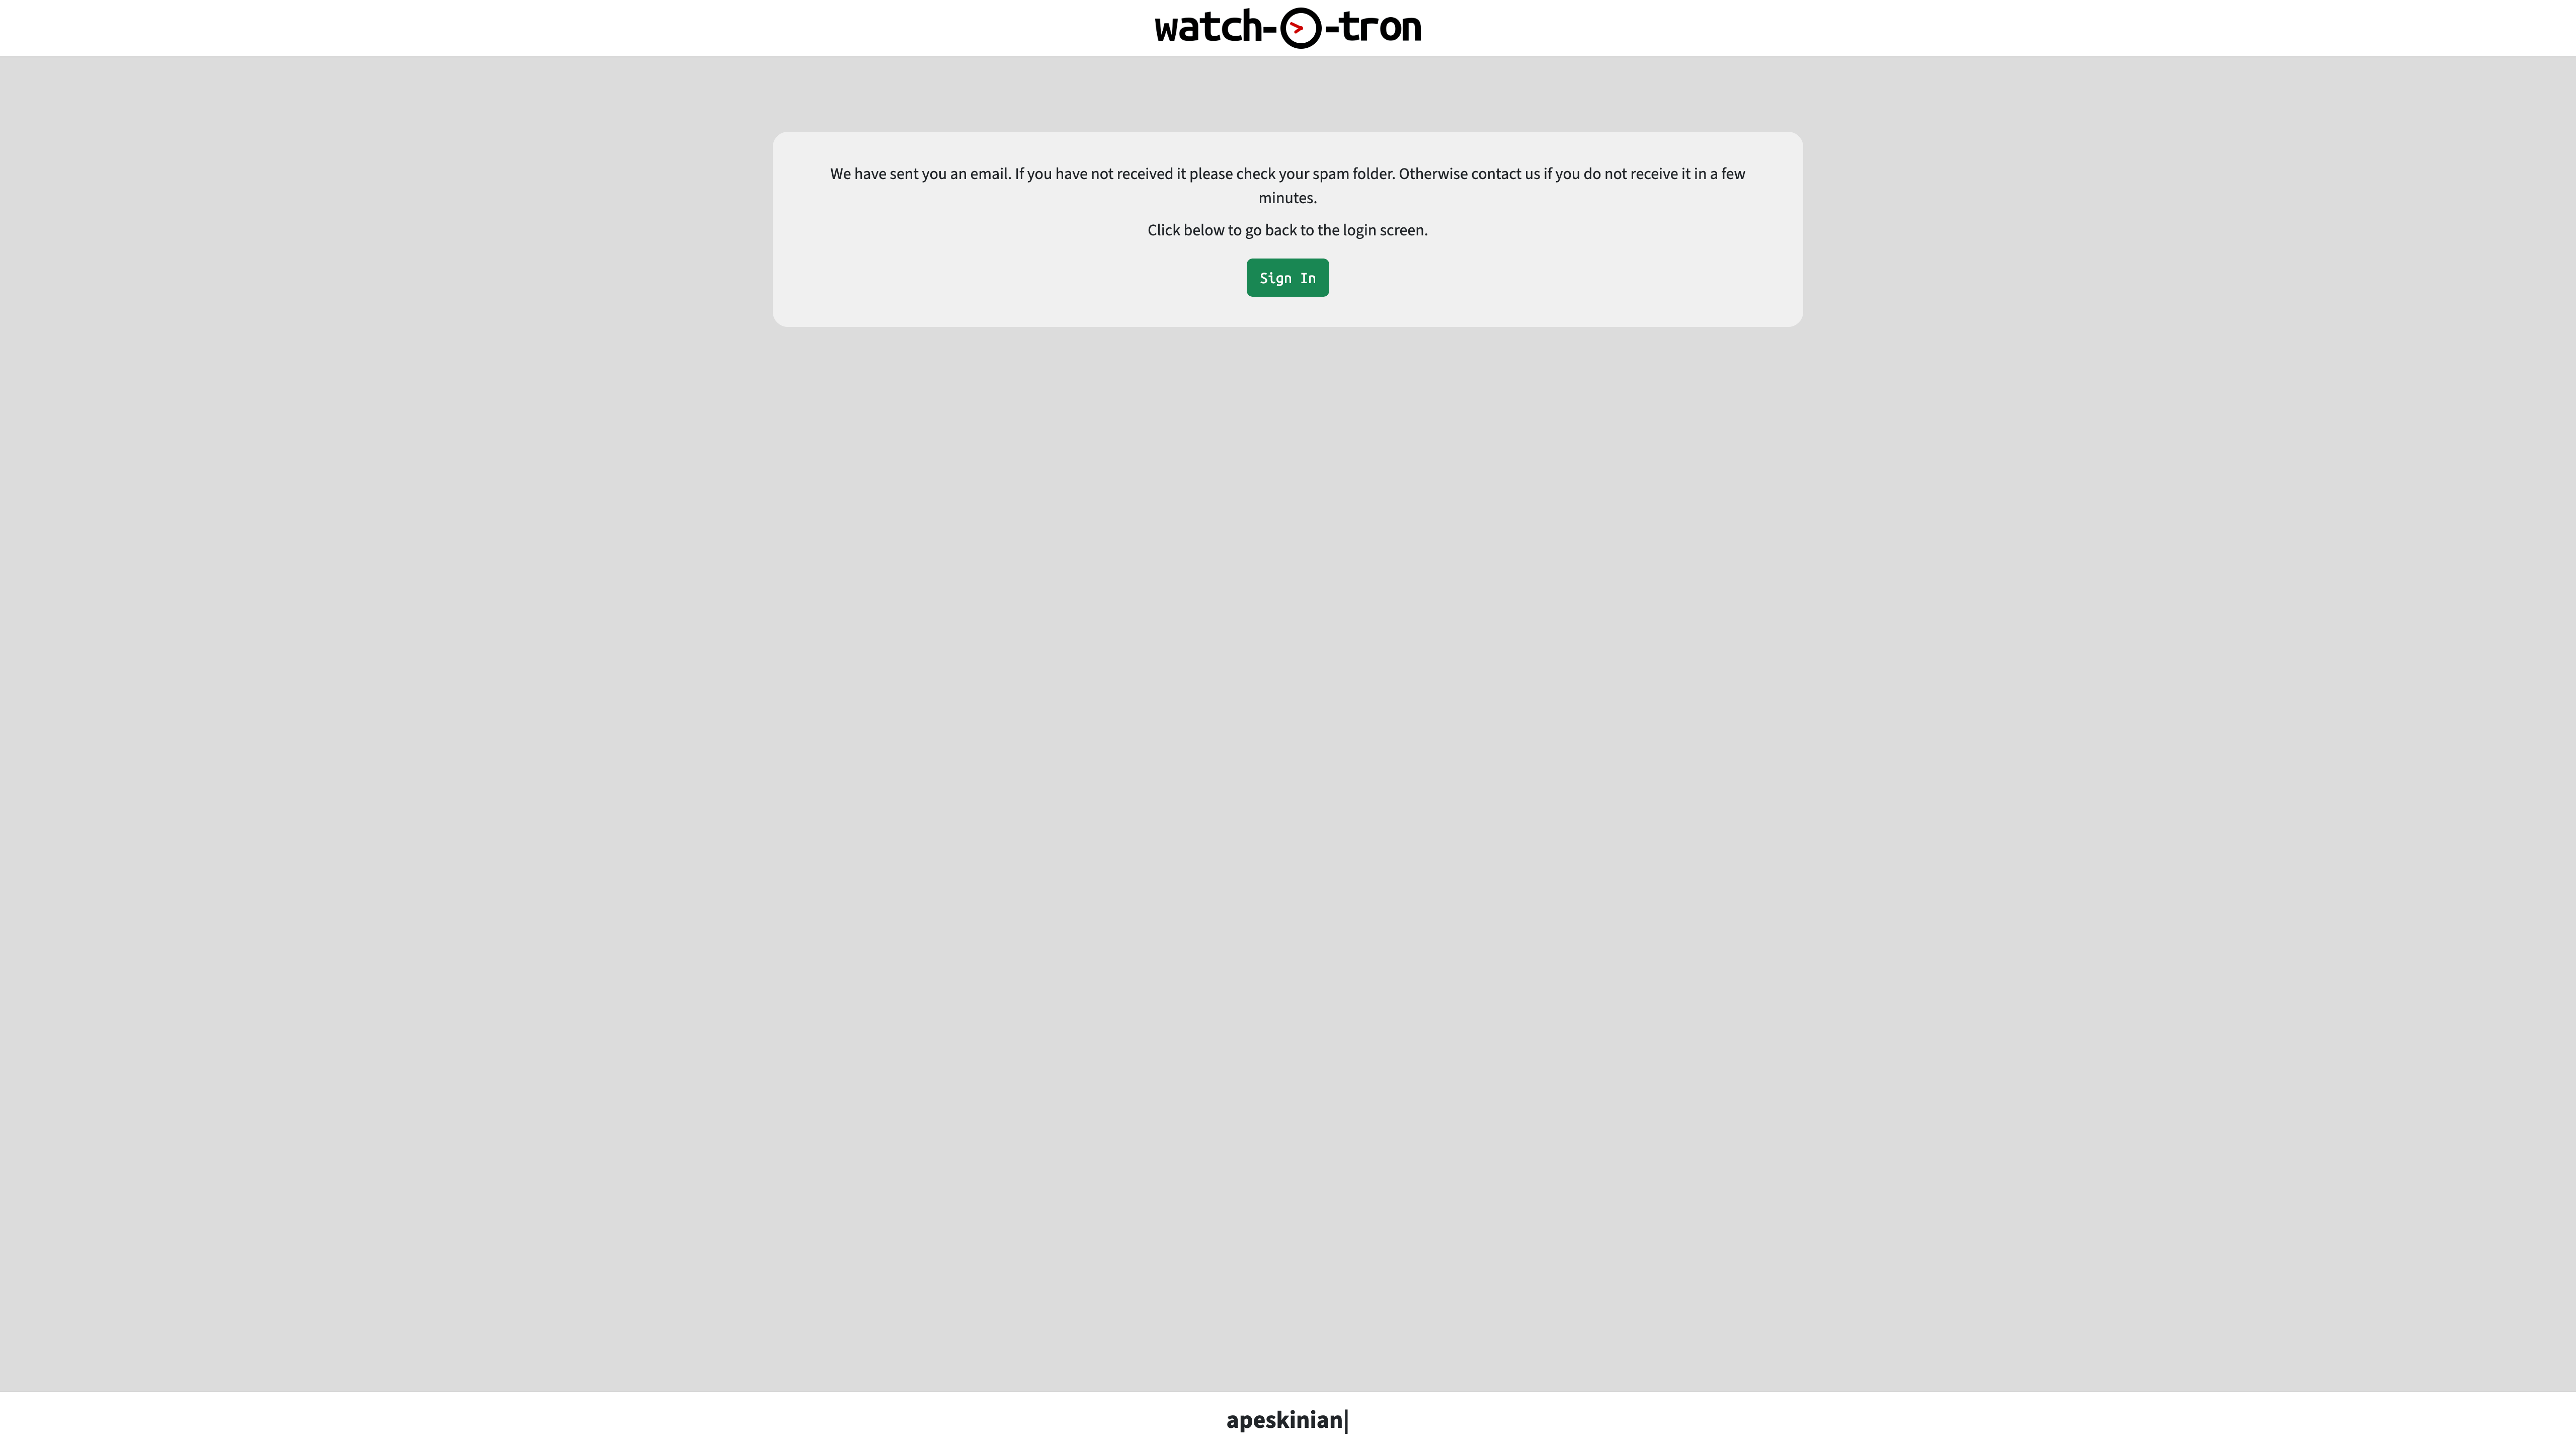 watch-O-tron
We have sent you an email. If you have not received it please check your spam folder. Otherwise contact us if you do not receive it in a few
minutes.
Click below to go back to the login screen.
Sign In
apeskinian|